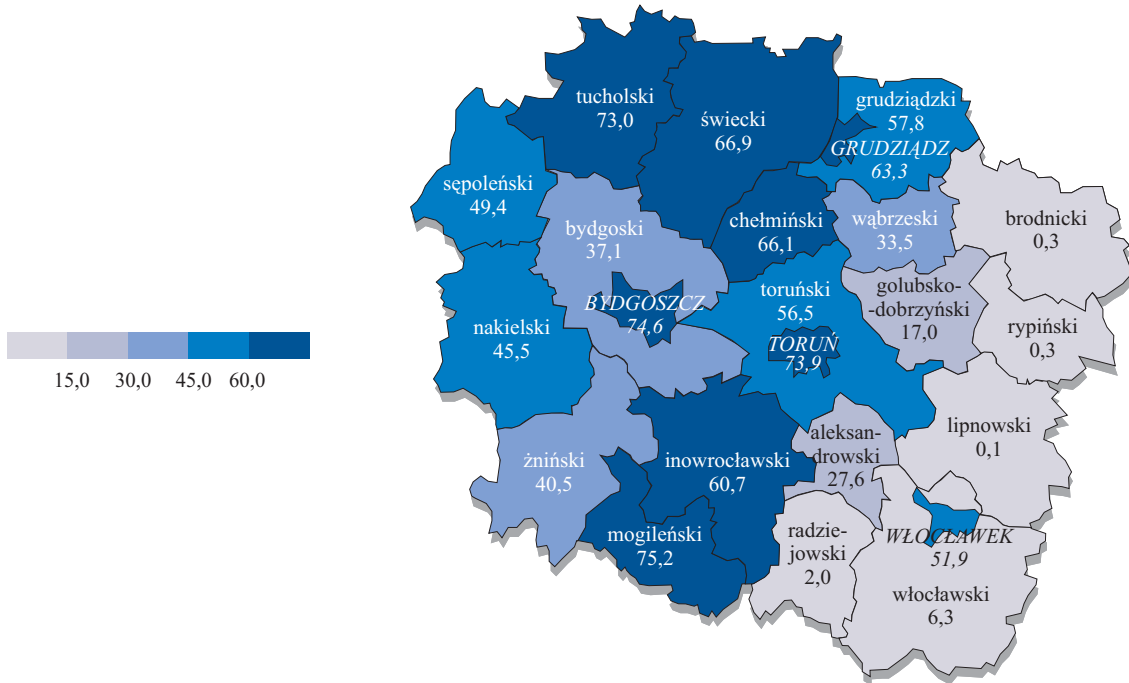 tucholski
73,0
świecki
66,9
grudziądzki
57,8
GRUDZIĄDZ
63,3
sępoleński
49,4
bydgoski
37,1
chełmiński
66,1
wąbrzeski
33,5
brodnicki
0,3
nakielski
45,5
BYDGOSZCZ
74,6
toruński
56,5
TORUŃ
73,9
golubsko-
-dobrzyński
17,0
rypiński
0,3
15,0 30,0 45,0 60,0
żniński
40,5
inowrocławski
60,7
aleksan-
drowski
27,6
lipnowski
0,1
mogileński
75,2
radzie-
jowski
2,0
WŁOCŁAWEK
51,9
włocławski
6,3